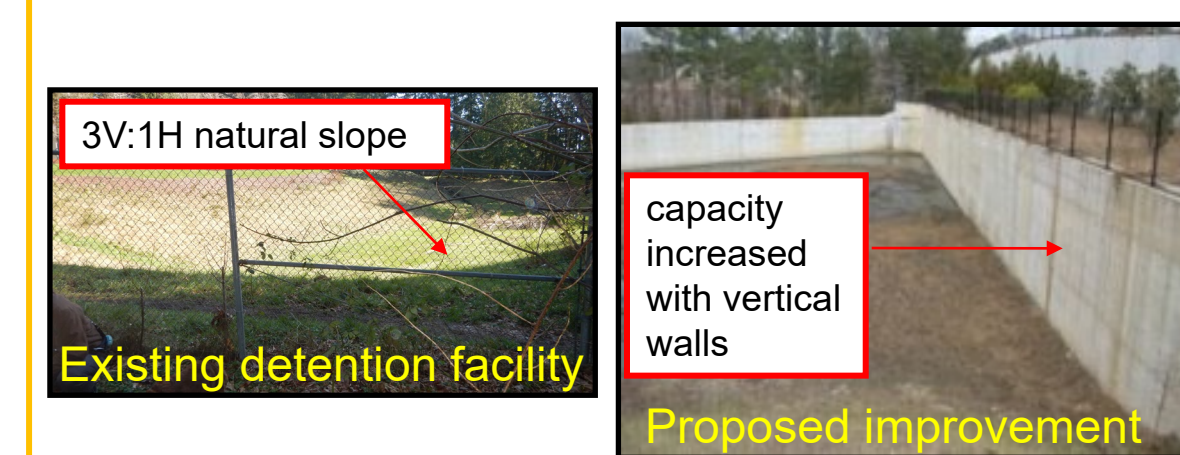 3V:1H natural slope
Existing detention facility
capacity
increased
with vertical
walls
Proposed improvement